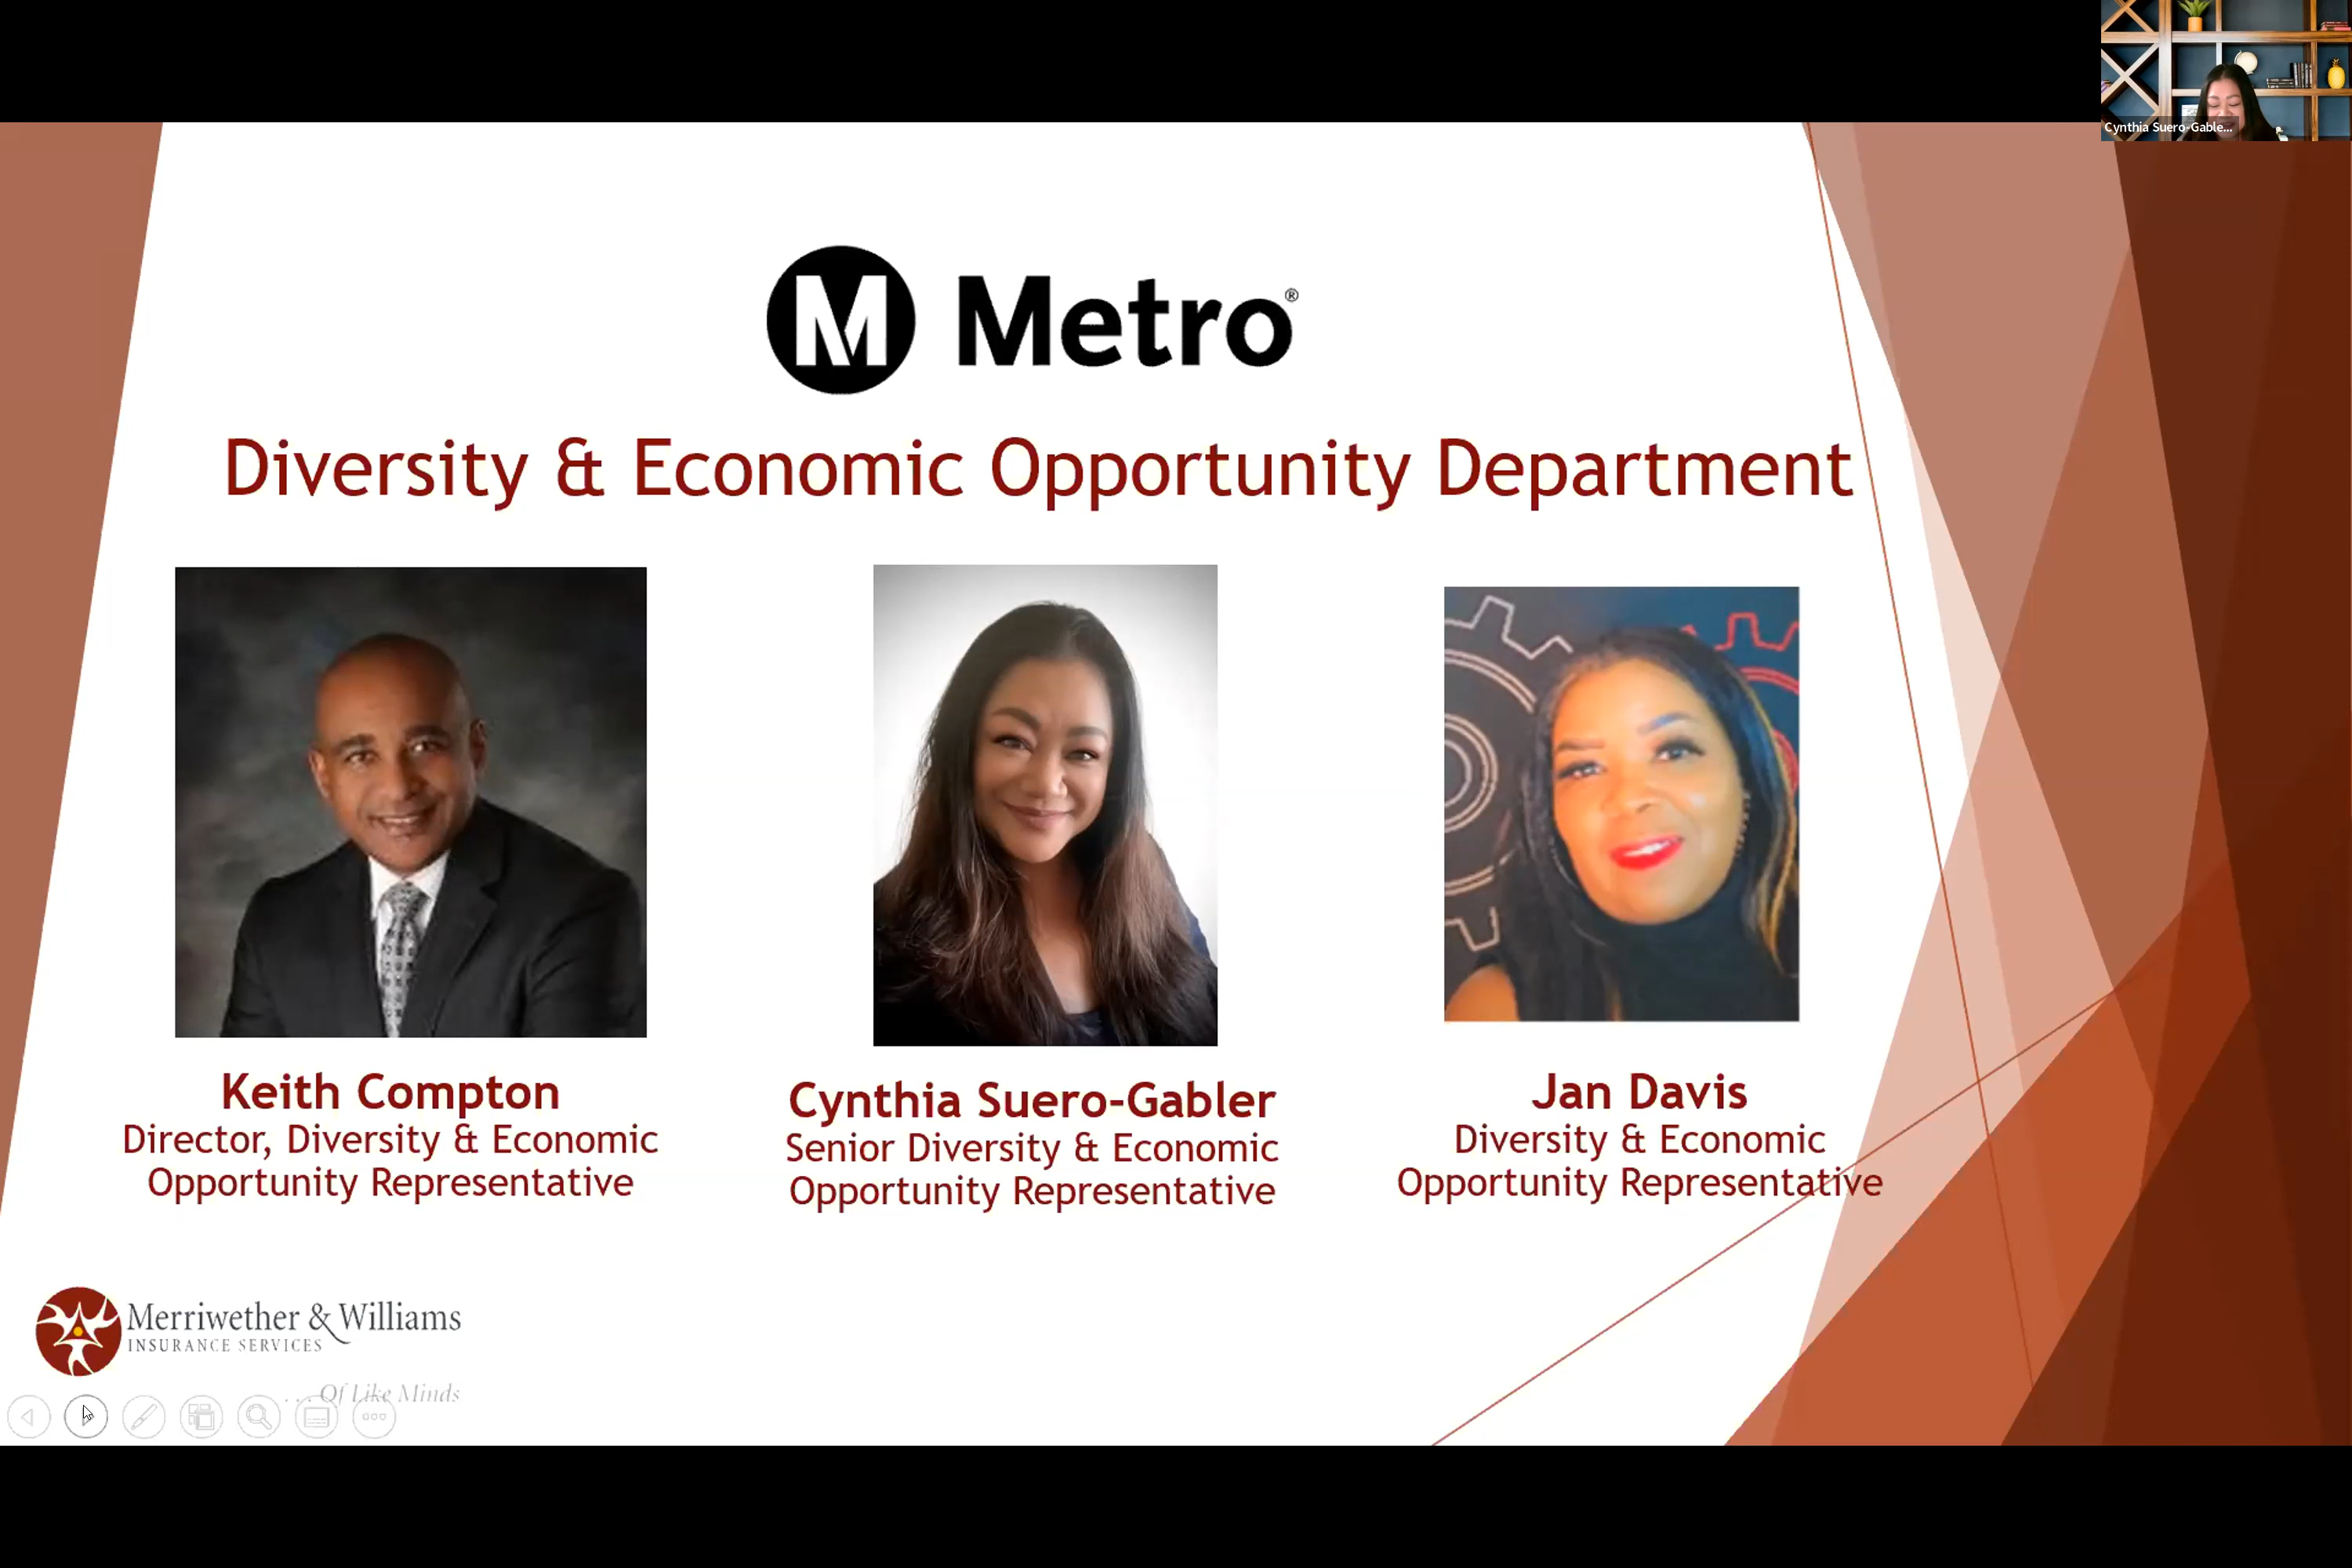 Cynthia Suero-Gable...
M Metro®
Diversity & Economic Opportunity Department
Keith Compton
Director, Diversity & Economic
Opportunity Representative
Cynthia Suero-Gabler
Senior Diversity & Economic
Opportunity Representative
Jan Davis
Diversity & Economic
Opportunity Representative
Merriwether & Williams
INSURANCE SERVICES
. . . Of Like Minds